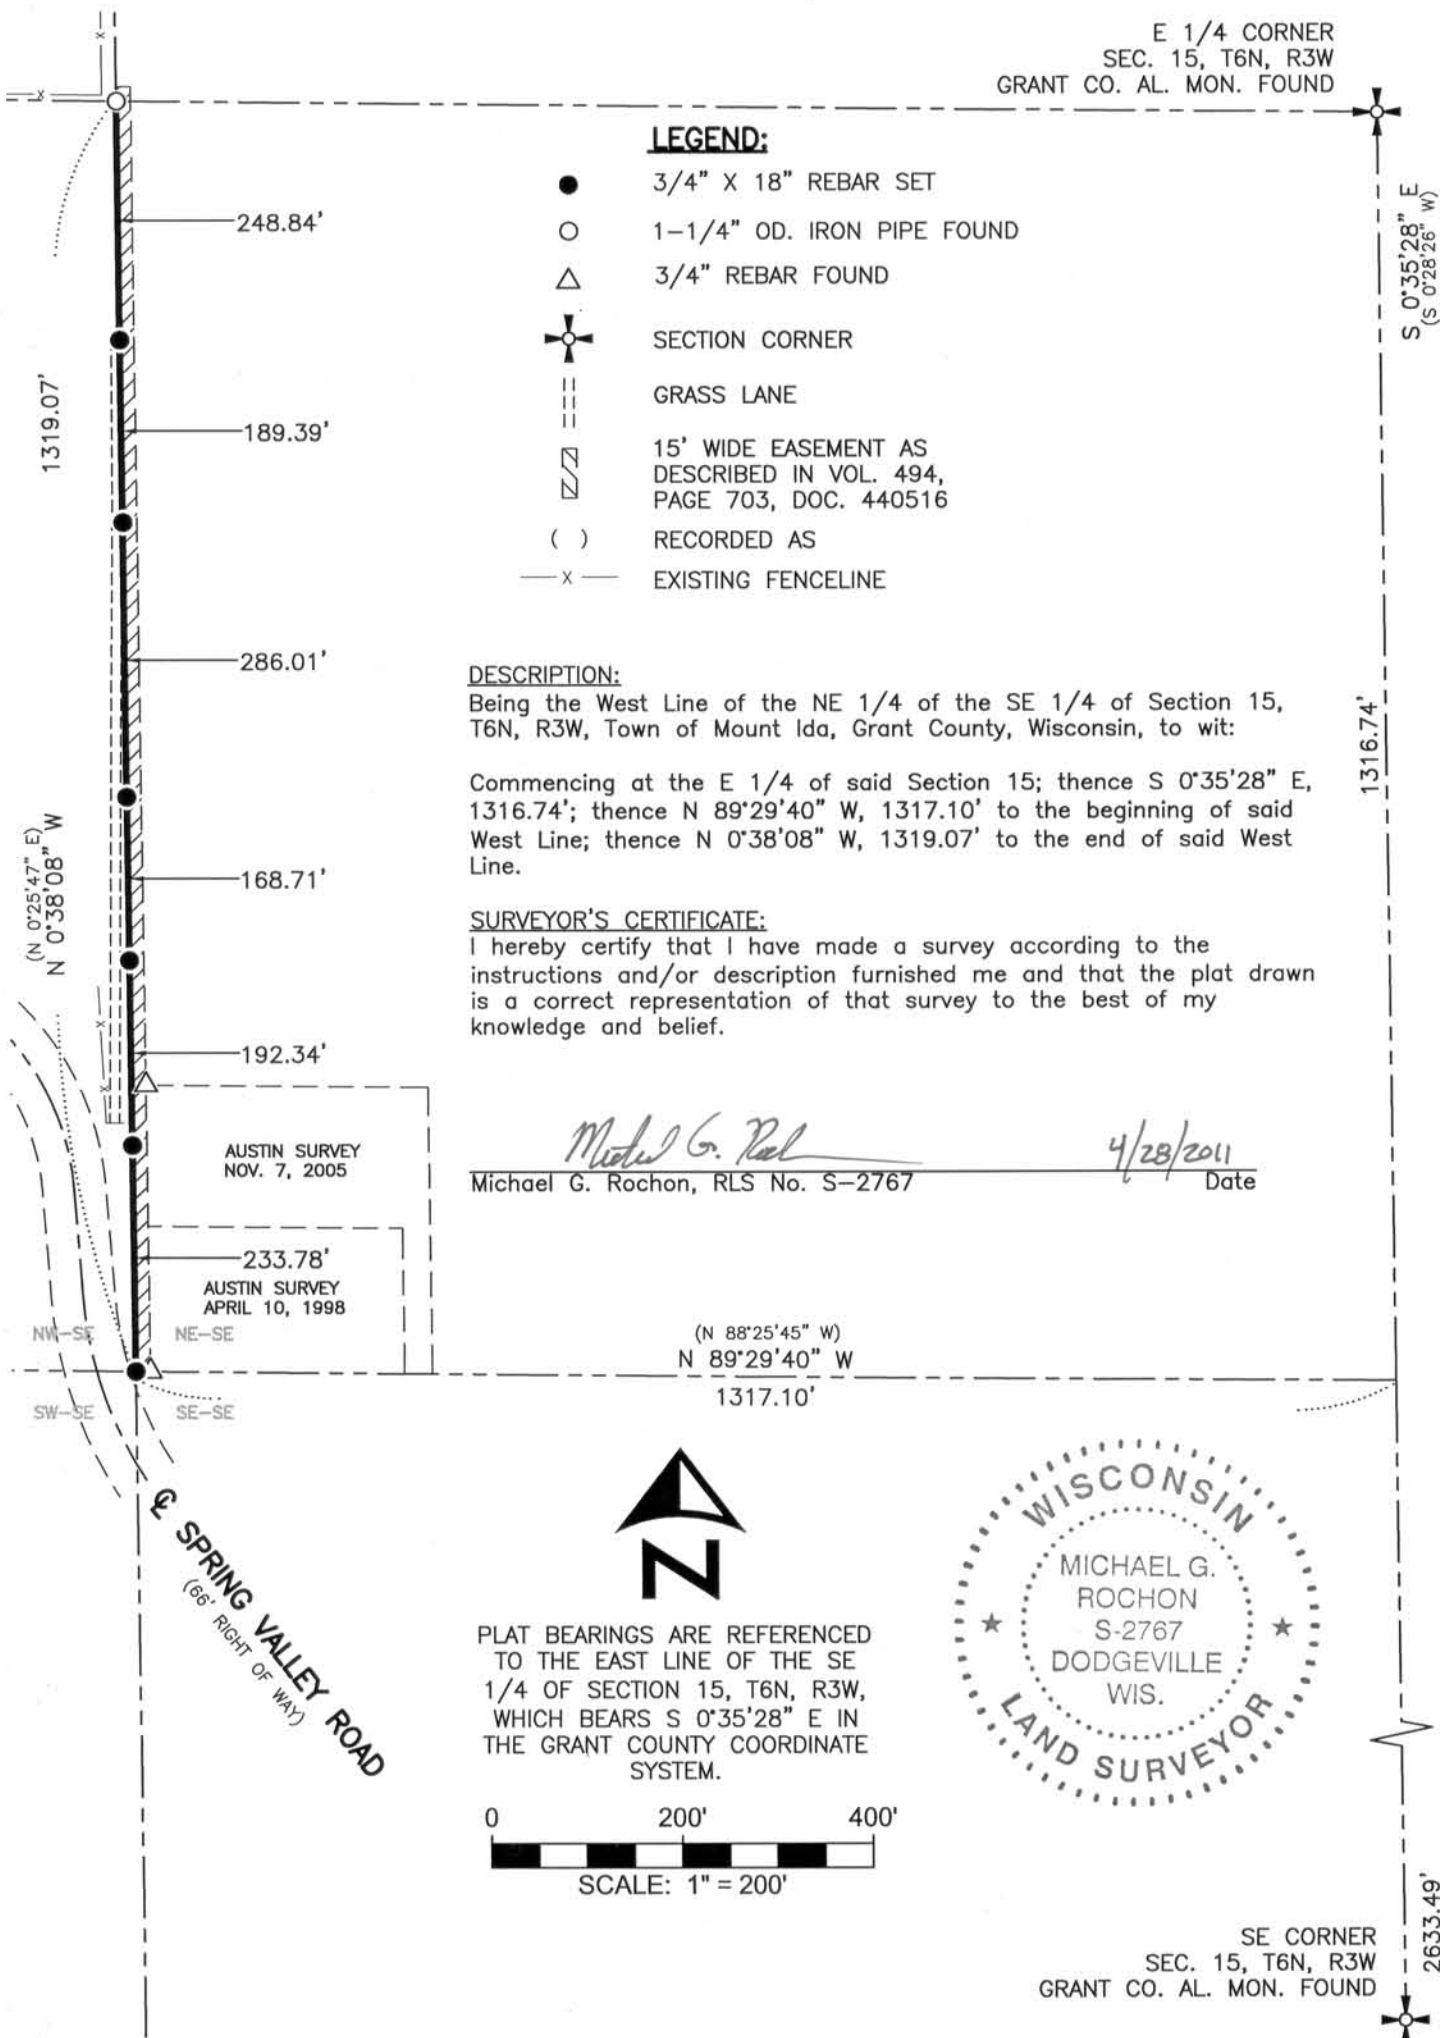 E 1/4 CORNER
SEC. 15, T6N, R3W
GRANT CO. AL. MON. FOUND
LEGEND:
3/4" X 18" REBAR SET
1-1/4" OD. IRON PIPE FOUND
3/4" REBAR FOUND
SECTION CORNER
GRASS LANE
15' WIDE EASEMENT AS
DESCRIBED IN VOL. 494,
PAGE 703, DOC. 440516
( ) RECORDED AS
X EXISTING FENCELINE
X
X
248.84'
189.39'
1319.07'
286.01'
168.71'
(N 0°25'47" E)
N 0°38'08" W
X
X
192.34'
233.78'
S 0°35'28" E
(S 0°28'26" W)
1316.74'
DESCRIPTION:
Being the West Line of the NE 1/4 of the SE 1/4 of Section 15,
T6N, R3W, Town of Mount Ida, Grant County, Wisconsin, to wit:
Commencing at the E 1/4 of said Section 15; thence S 0°35'28" E,
1316.74'; thence N 89°29'40" W, 1317.10' to the beginning of said
West Line; thence N 0°38'08" W, 1319.07' to the end of said West
Line.
SURVEYOR'S CERTIFICATE:
I hereby certify that I have made a survey according to the
instructions and/or description furnished me and that the plat drawn
is a correct representation of that survey to the best of my
knowledge and belief.
4/28/2011
Michael G. Rochon, RLS No. S-2767 Date
AUSTIN SURVEY
NOV. 7, 2005
AUSTIN SURVEY
APRIL 10, 1998
NW-SE NE-SE
SW-SE SE-SE
(N 88°25'45" W)
N 89°29'40" W
1317.10'
℄ SPRING VALLEY ROAD
(66' RIGHT OF WAY)
N
PLAT BEARINGS ARE REFERENCED
TO THE EAST LINE OF THE SE
1/4 OF SECTION 15, T6N, R3W,
WHICH BEARS S 0°35'28" E IN
THE GRANT COUNTY COORDINATE
SYSTEM.
0 200' 400'
SCALE: 1" = 200'
WISCONSIN
MICHAEL G.
ROCHON
S-2767
DODGEVILLE
WIS.
LAND SURVEYOR
2633.49'
SE CORNER
SEC. 15, T6N, R3W
GRANT CO. AL. MON. FOUND